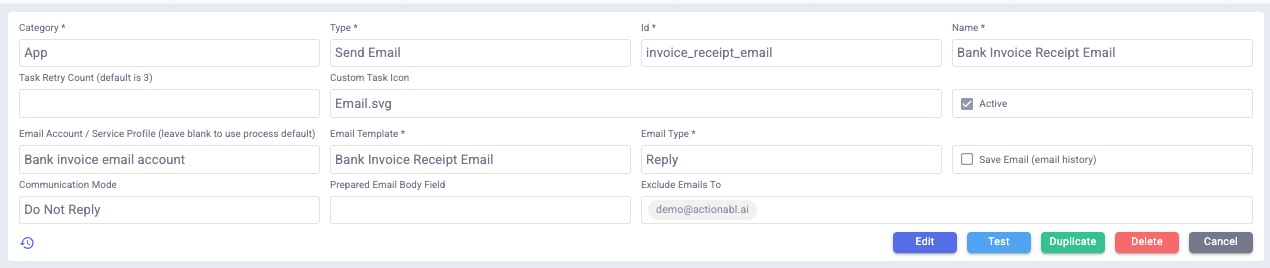 Category * Type * Id * Name *
App Send Email invoice_receipt_email Bank Invoice Receipt Email
Task Retry Count (default is 3) Custom Task Icon
Email.svg Active
Email Account / Service Profile (leave blank to use process default) Email Template * Email Type *
Bank invoice email account Bank Invoice Receipt Email Reply Save Email (email history)
Communication Mode Prepared Email Body Field Exclude Emails To
Do Not Reply demo@actionabl.ai
Edit Test Duplicate Delete Cancel